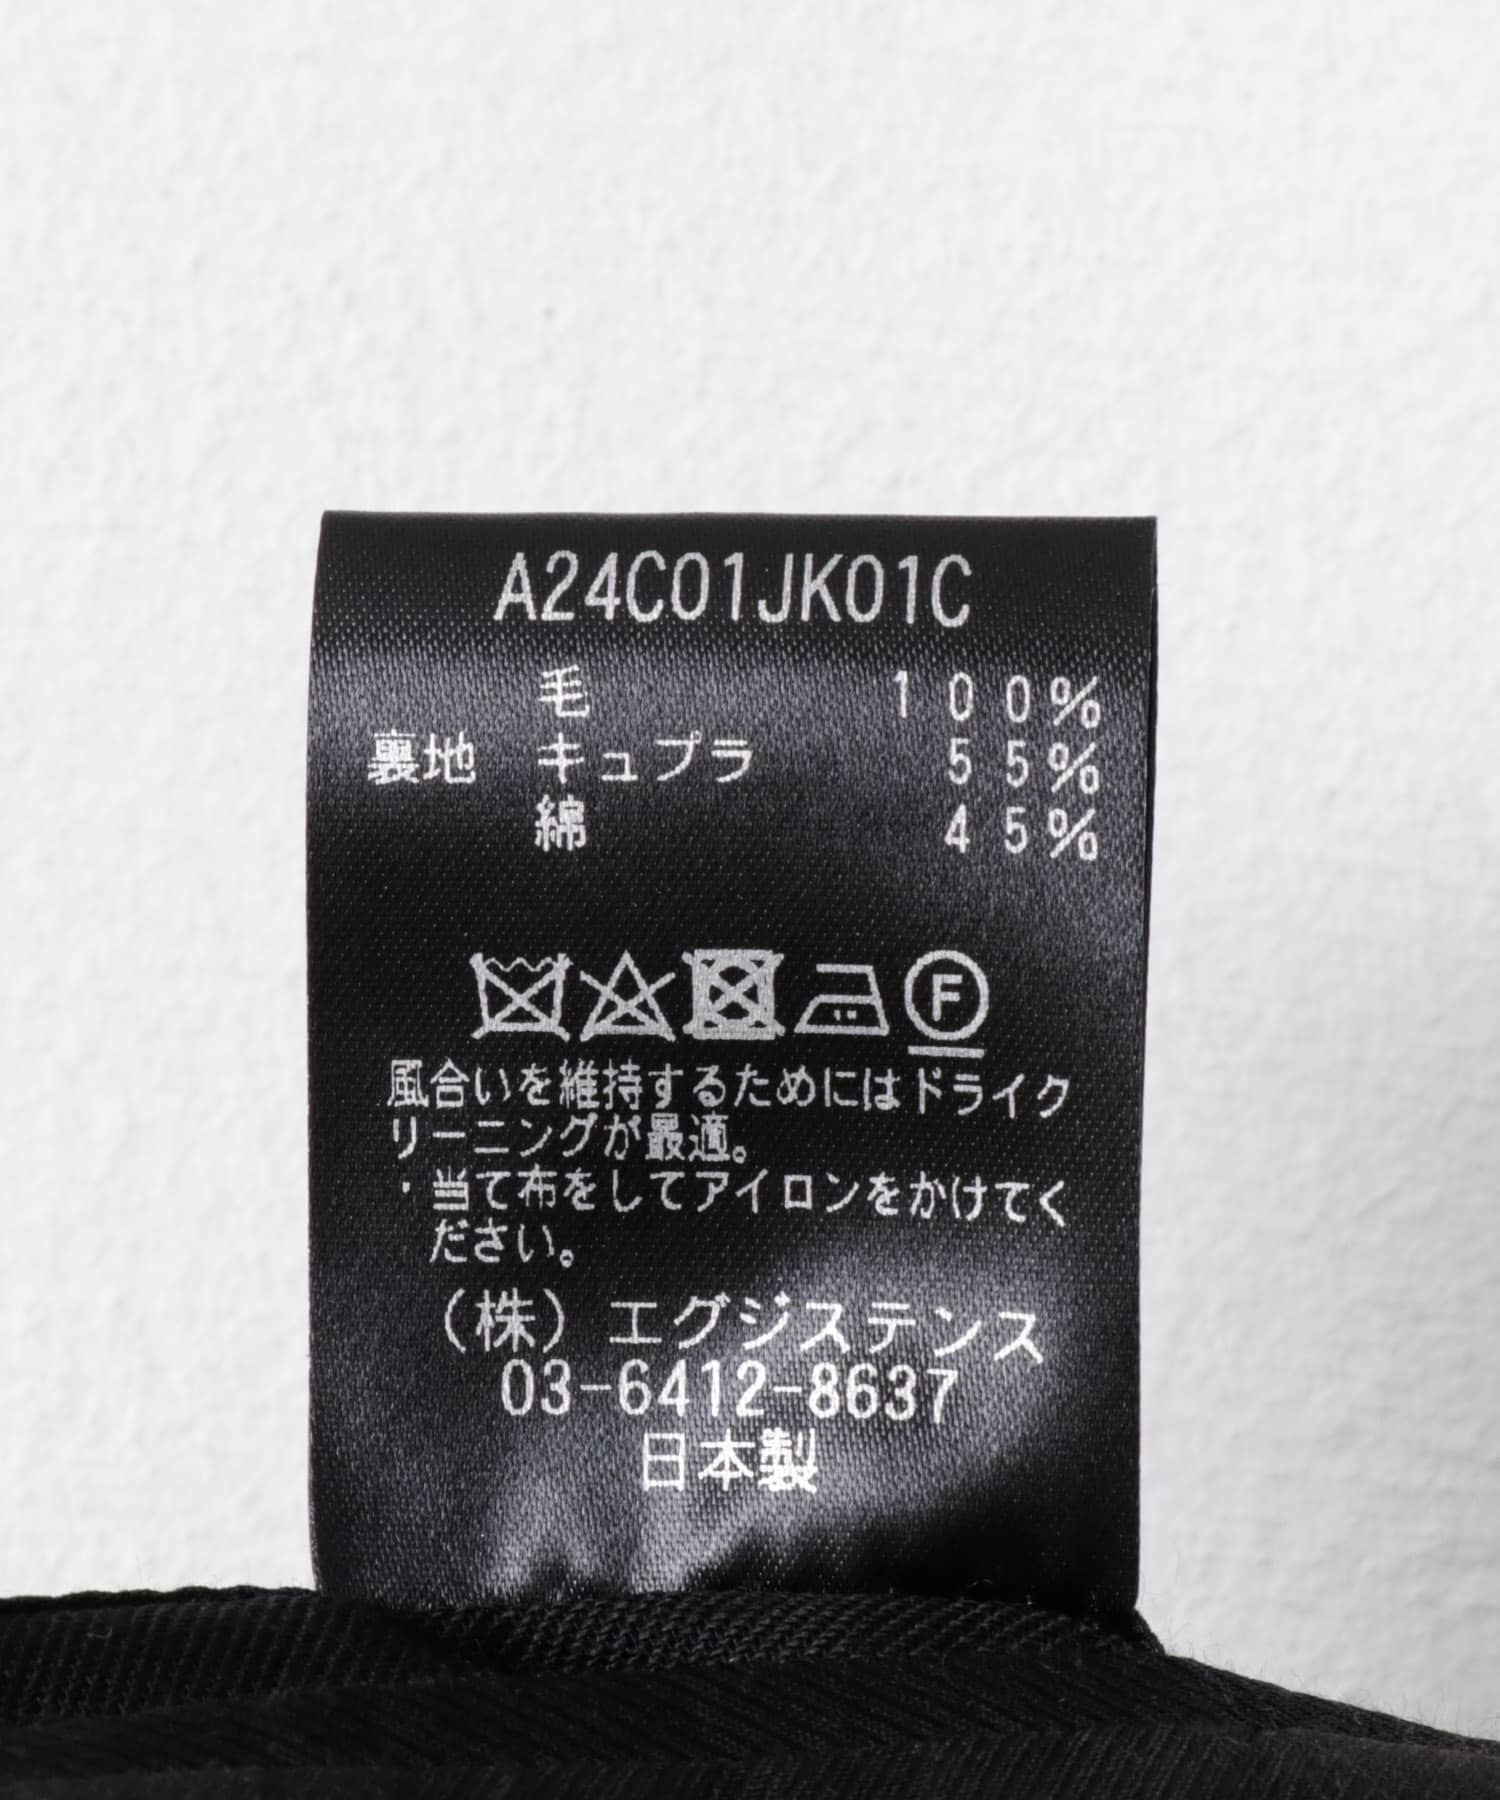 A24C01JK01C
毛 100%
裏地 キュプラ 55%
綿 45%
F
風合いを維持するためにはドライク
リーニングが最適。
・当て布をしてアイロンをかけてく
ださい。
(株)エグジステンス
03-6412-8637
日本製